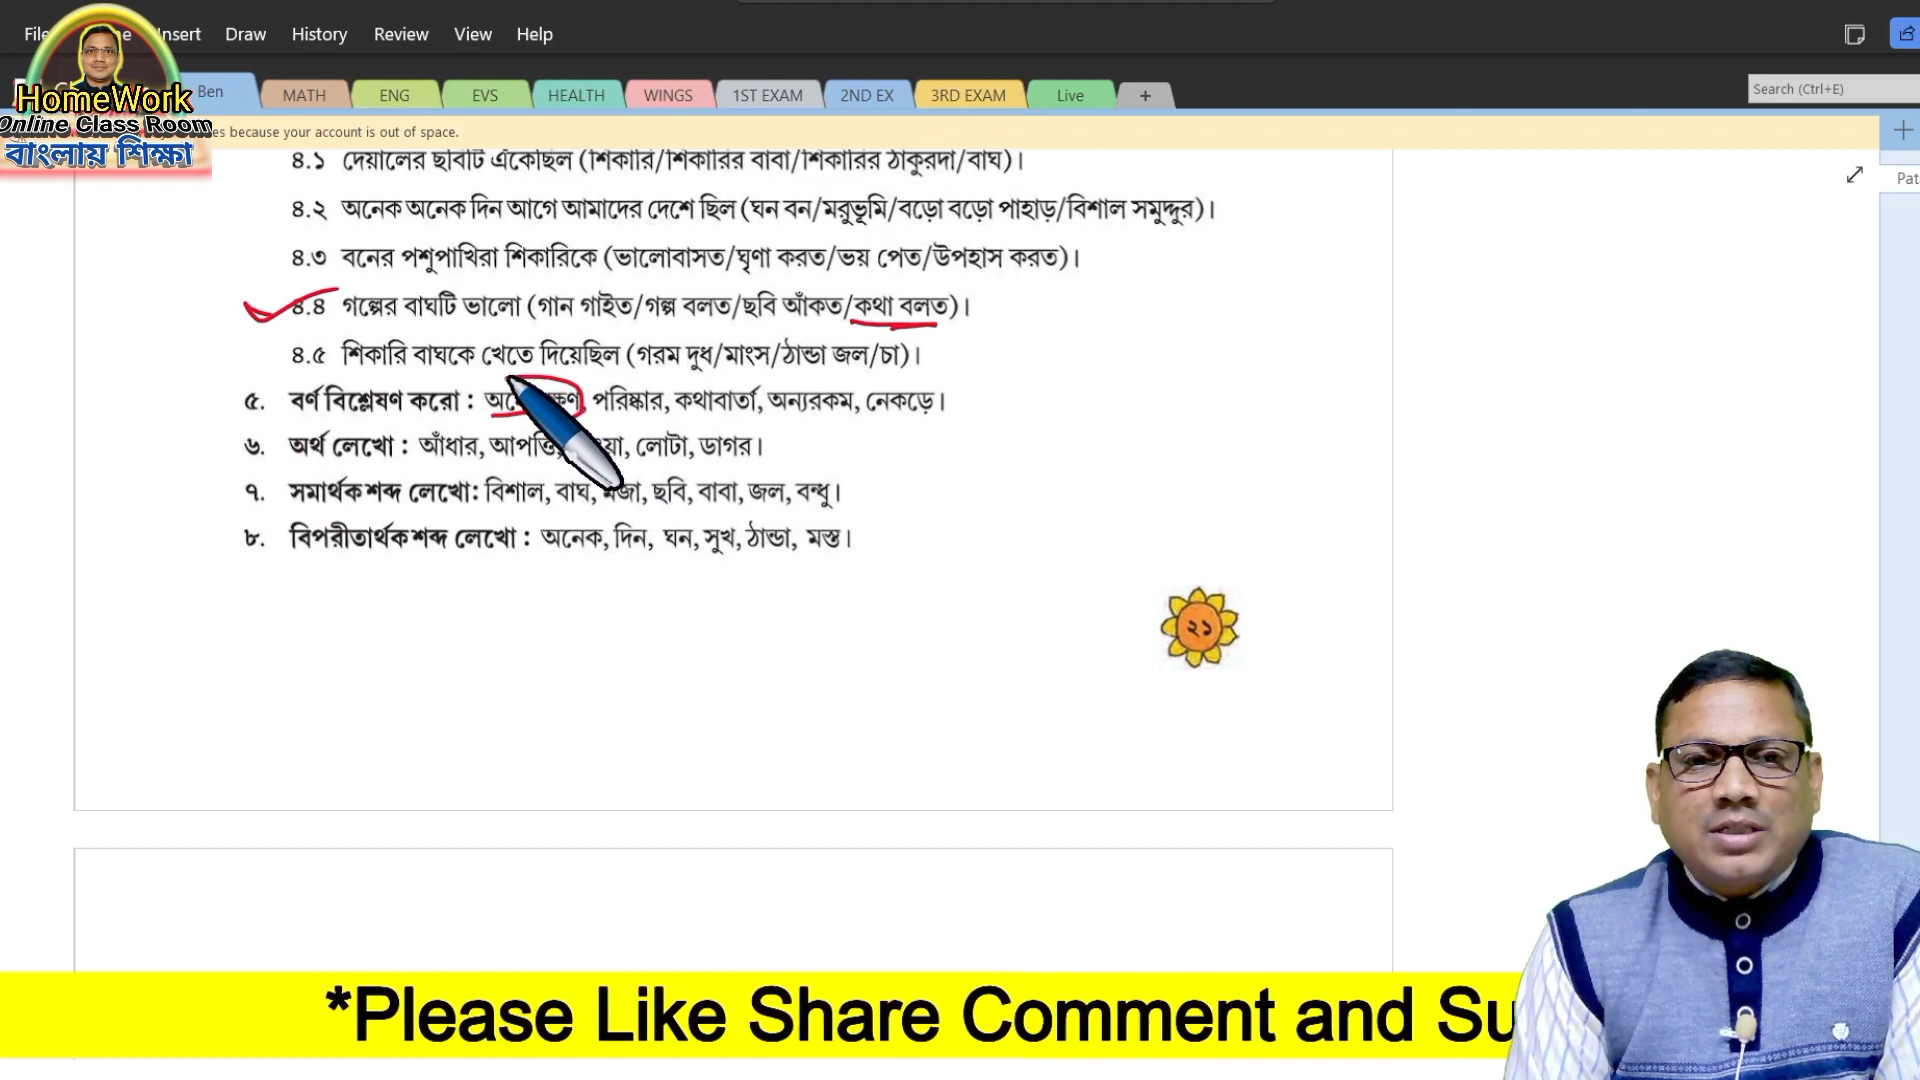 File Insert Draw History Review View Help
HomeWork
Online Class Room
বাংলায় শিক্ষা
Ben MATH ENG EVS HEALTH WINGS 1ST EXAM 2ND EX 3RD EXAM Live +
Search (Ctrl+E)
because your account is out of space.
৪.১ দেয়ালের ছবিটি এঁকেছিল (শিকারি/শিকারির বাবা/শিকারির ঠাকুরদা/বাঘ)।
৪.২ অনেক অনেক দিন আগে আমাদের দেশে ছিল (ঘন বন/মরুভূমি/বড়ো বড়ো পাহাড়/বিশাল সমুদ্দুর)।
৪.৩ বনের পশুপাখিরা শিকারিকে (ভালোবাসত/ঘৃণা করত/ভয় পেত/উপহাস করত)।
৪.৪ গল্পের বাঘটি ভালো (গান গাইত/গল্প বলত/ছবি আঁকত/কথা বলত)।
৪.৫ শিকারি বাঘকে খেতে দিয়েছিল (গরম দুধ/মাংস/ঠান্ডা জল/চা)।
৫. বর্ণ বিশ্লেষণ করো : পরিষ্কার, কথাবার্তা, অন্যরকম, নেকড়ে।
৬. অর্থ লেখো : আঁধার, লোটা, ডাগর।
৭. সমার্থক শব্দ লেখো: বিশাল, বাঘ, মজা, ছবি, বাবা, জল, বন্ধু।
৮. বিপরীতার্থক শব্দ লেখো : অনেক, দিন, ঘন, সুখ, ঠান্ডা, মস্ত।
২১
*Please Like Share Comment and